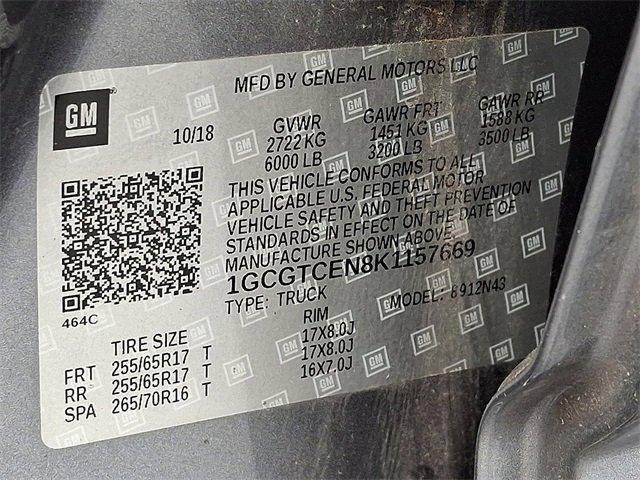 MFD BY GENERAL MOTORS LLC
GM
10/18
GVWR GAWR FRT GAWR RR
2722 KG 1451 KG 1588 KG
6000 LB 3200 LB 3500 LB
THIS VEHICLE CONFORMS TO ALL
APPLICABLE U.S. FEDERAL MOTOR
VEHICLE SAFETY AND THEFT PREVENTION
STANDARDS IN EFFECT ON THE DATE OF
MANUFACTURE SHOWN ABOVE.
1GCGTCEN8K1157669
TYPE: TRUCK MODEL: 8912N43
464C
TIRE SIZE RIM
FRT 255/65R17 T 17X8.0J
RR 255/65R17 T 17X8.0J
SPA 265/70R16 T 16X7.0J